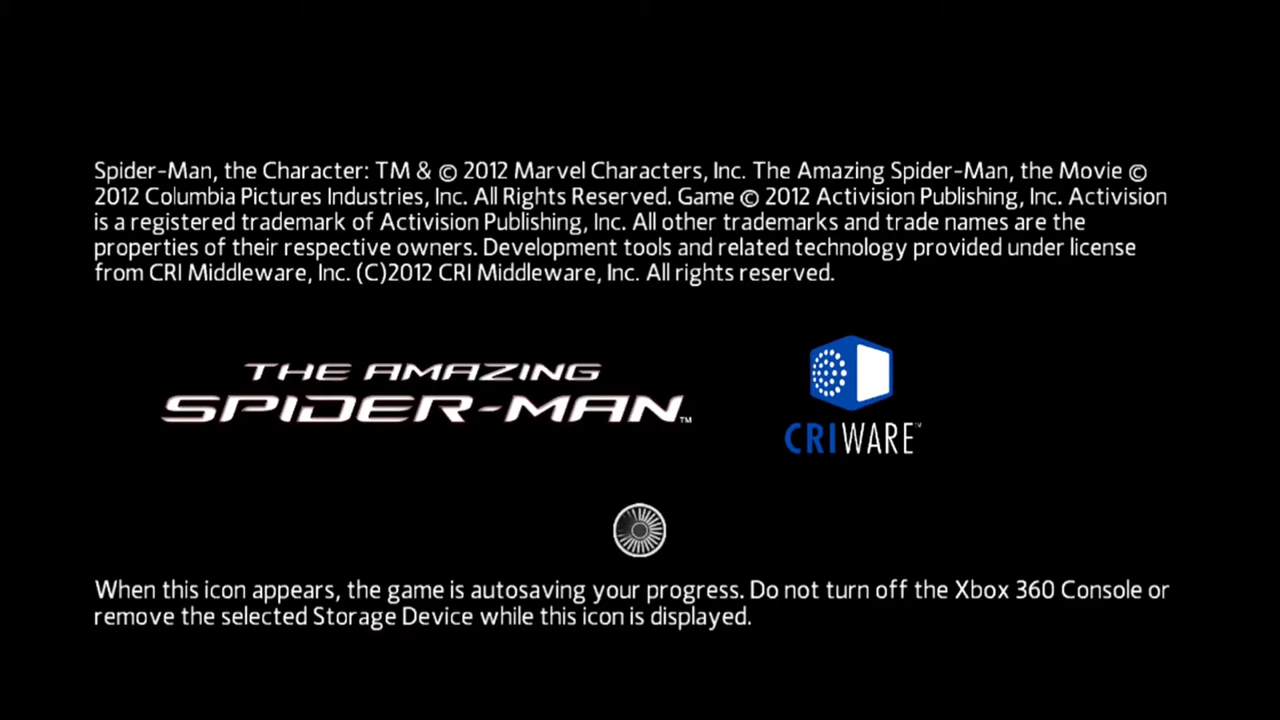 Spider-Man, the Character: TM & © 2012 Marvel Characters, Inc. The Amazing Spider-Man, the Movie ©
2012 Columbia Pictures Industries, Inc. All Rights Reserved. Game © 2012 Activision Publishing, Inc. Activision
is a registered trademark of Activision Publishing, Inc. All other trademarks and trade names are the
properties of their respective owners. Development tools and related technology provided under license
from CRI Middleware, Inc. (C)2012 CRI Middleware, Inc. All rights reserved.
THE AMAZING
SPIDER-MAN™
CRIWARE™
When this icon appears, the game is autosaving your progress. Do not turn off the Xbox 360 Console or
remove the selected Storage Device while this icon is displayed.